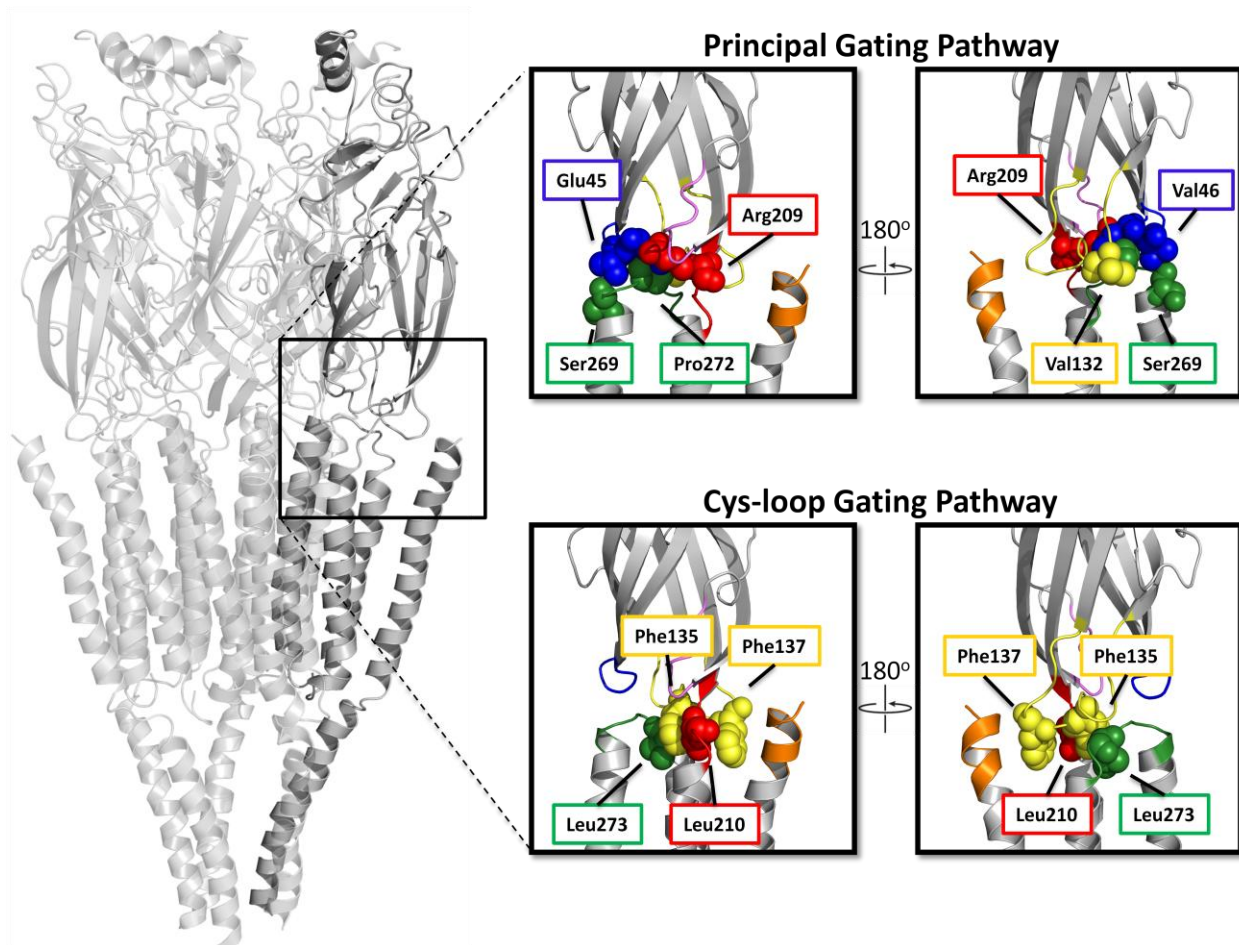 Principal Gating Pathway
Glu45
Arg209
Ser269
Pro272
180°
Arg209
Val46
Val132
Ser269
Cys-loop Gating Pathway
Phe135
Phe137
Leu273
Leu210
180°
Phe137
Phe135
Leu210
Leu273